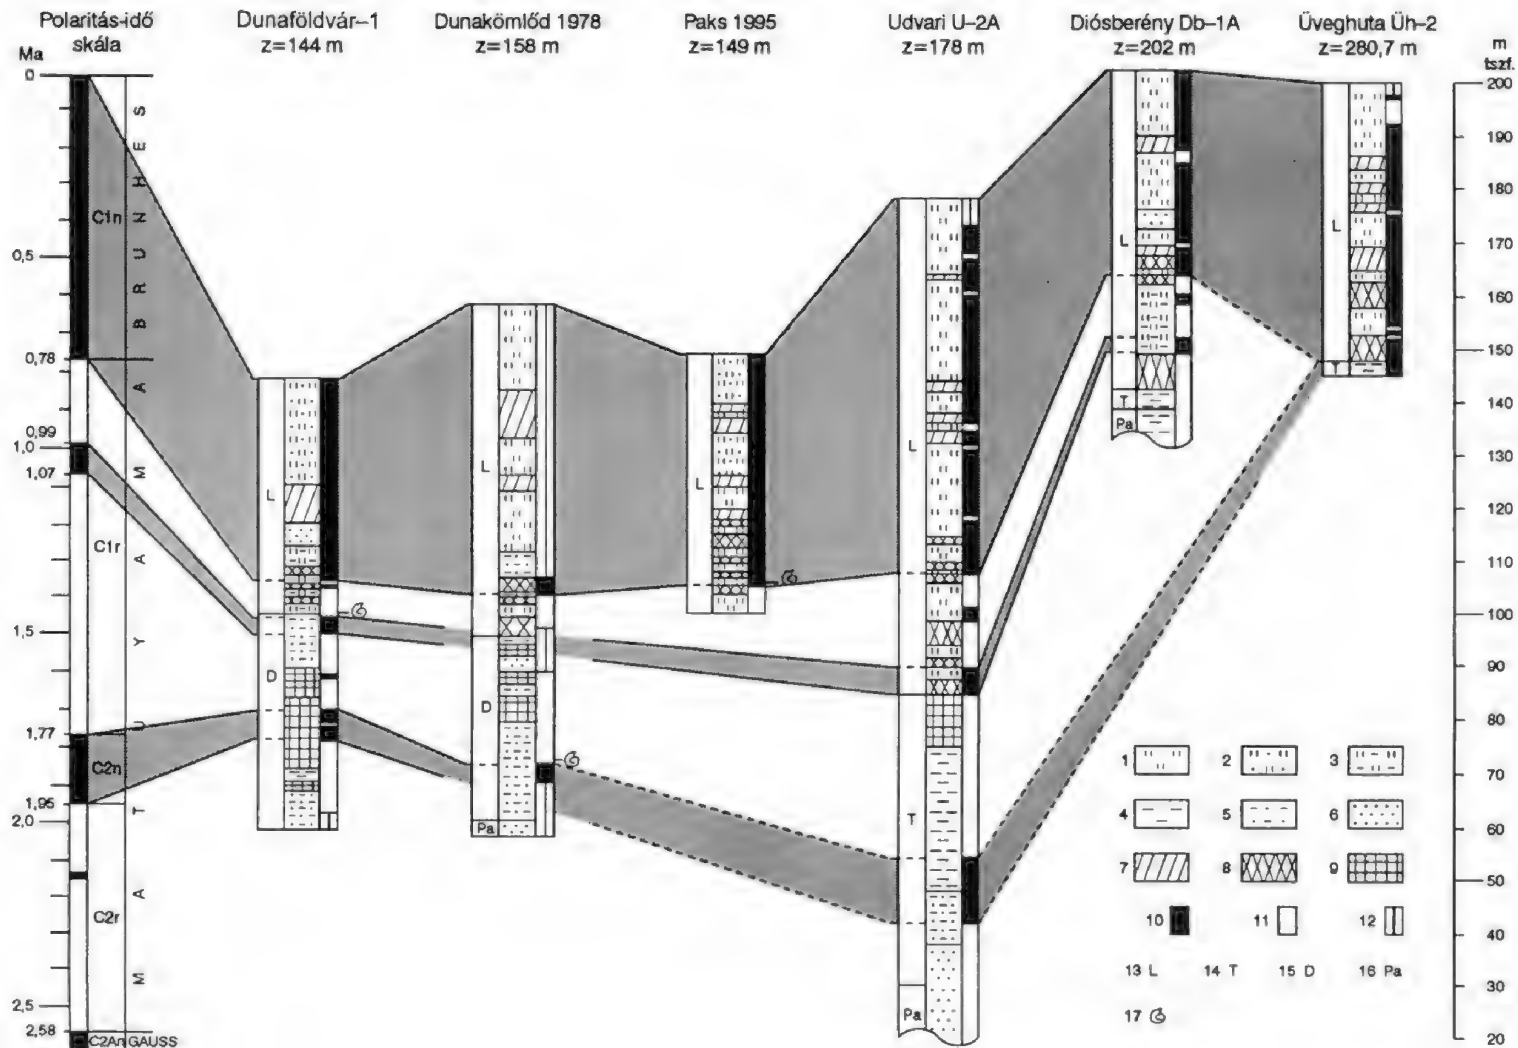 Polaritás-idő
skála
Dunaföldvár–1
z=144 m
Dunakömlőd 1978
z=158 m
Paks 1995
z=149 m
Udvari U–2A
z=178 m
Diósberény Db–1A
z=202 m
Üveghuta Üh–2
z=280,7 m
Ma
m
tszf.
0
0,5
0,78
0,99
1,0
1,07
1,5
1,77
1,95
2,0
2,5
2,58
C1n
C1r
C2n
C2r
C2An GAUSS
BRUNHES
MATUYAMA
L
D
L
D
Pa
L
L
T
Pa
L
T
Pa
L
T
200
190
180
170
160
150
140
130
120
110
100
90
80
70
60
50
40
30
20
1
2
3
4
5
6
7
8
9
10
11
12
13 L
14 T
15 D
16 Pa
17